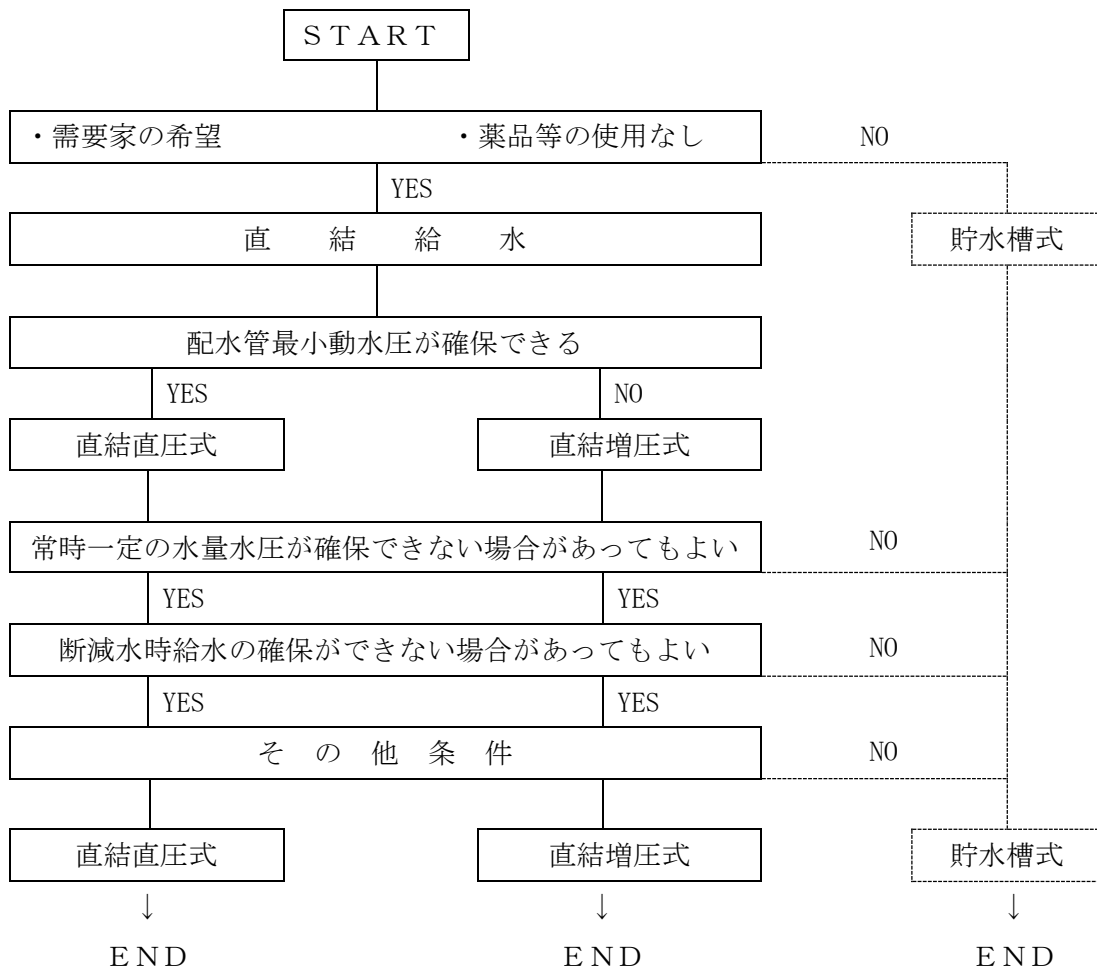 ＳＴＡＲＴ
・需要家の希望　・薬品等の使用なし　NO
YES
直　結　給　水　貯水槽式
配水管最小動水圧が確保できる
YES　NO
直結直圧式　直結増圧式
常時一定の水量水圧が確保できない場合があってもよい　NO
YES　YES
断減水時給水の確保ができない場合があってもよい　NO
YES　YES
そ　の　他　条　件　NO
直結直圧式　直結増圧式　貯水槽式
↓　↓　↓
ＥＮＤ　ＥＮＤ　ＥＮＤ